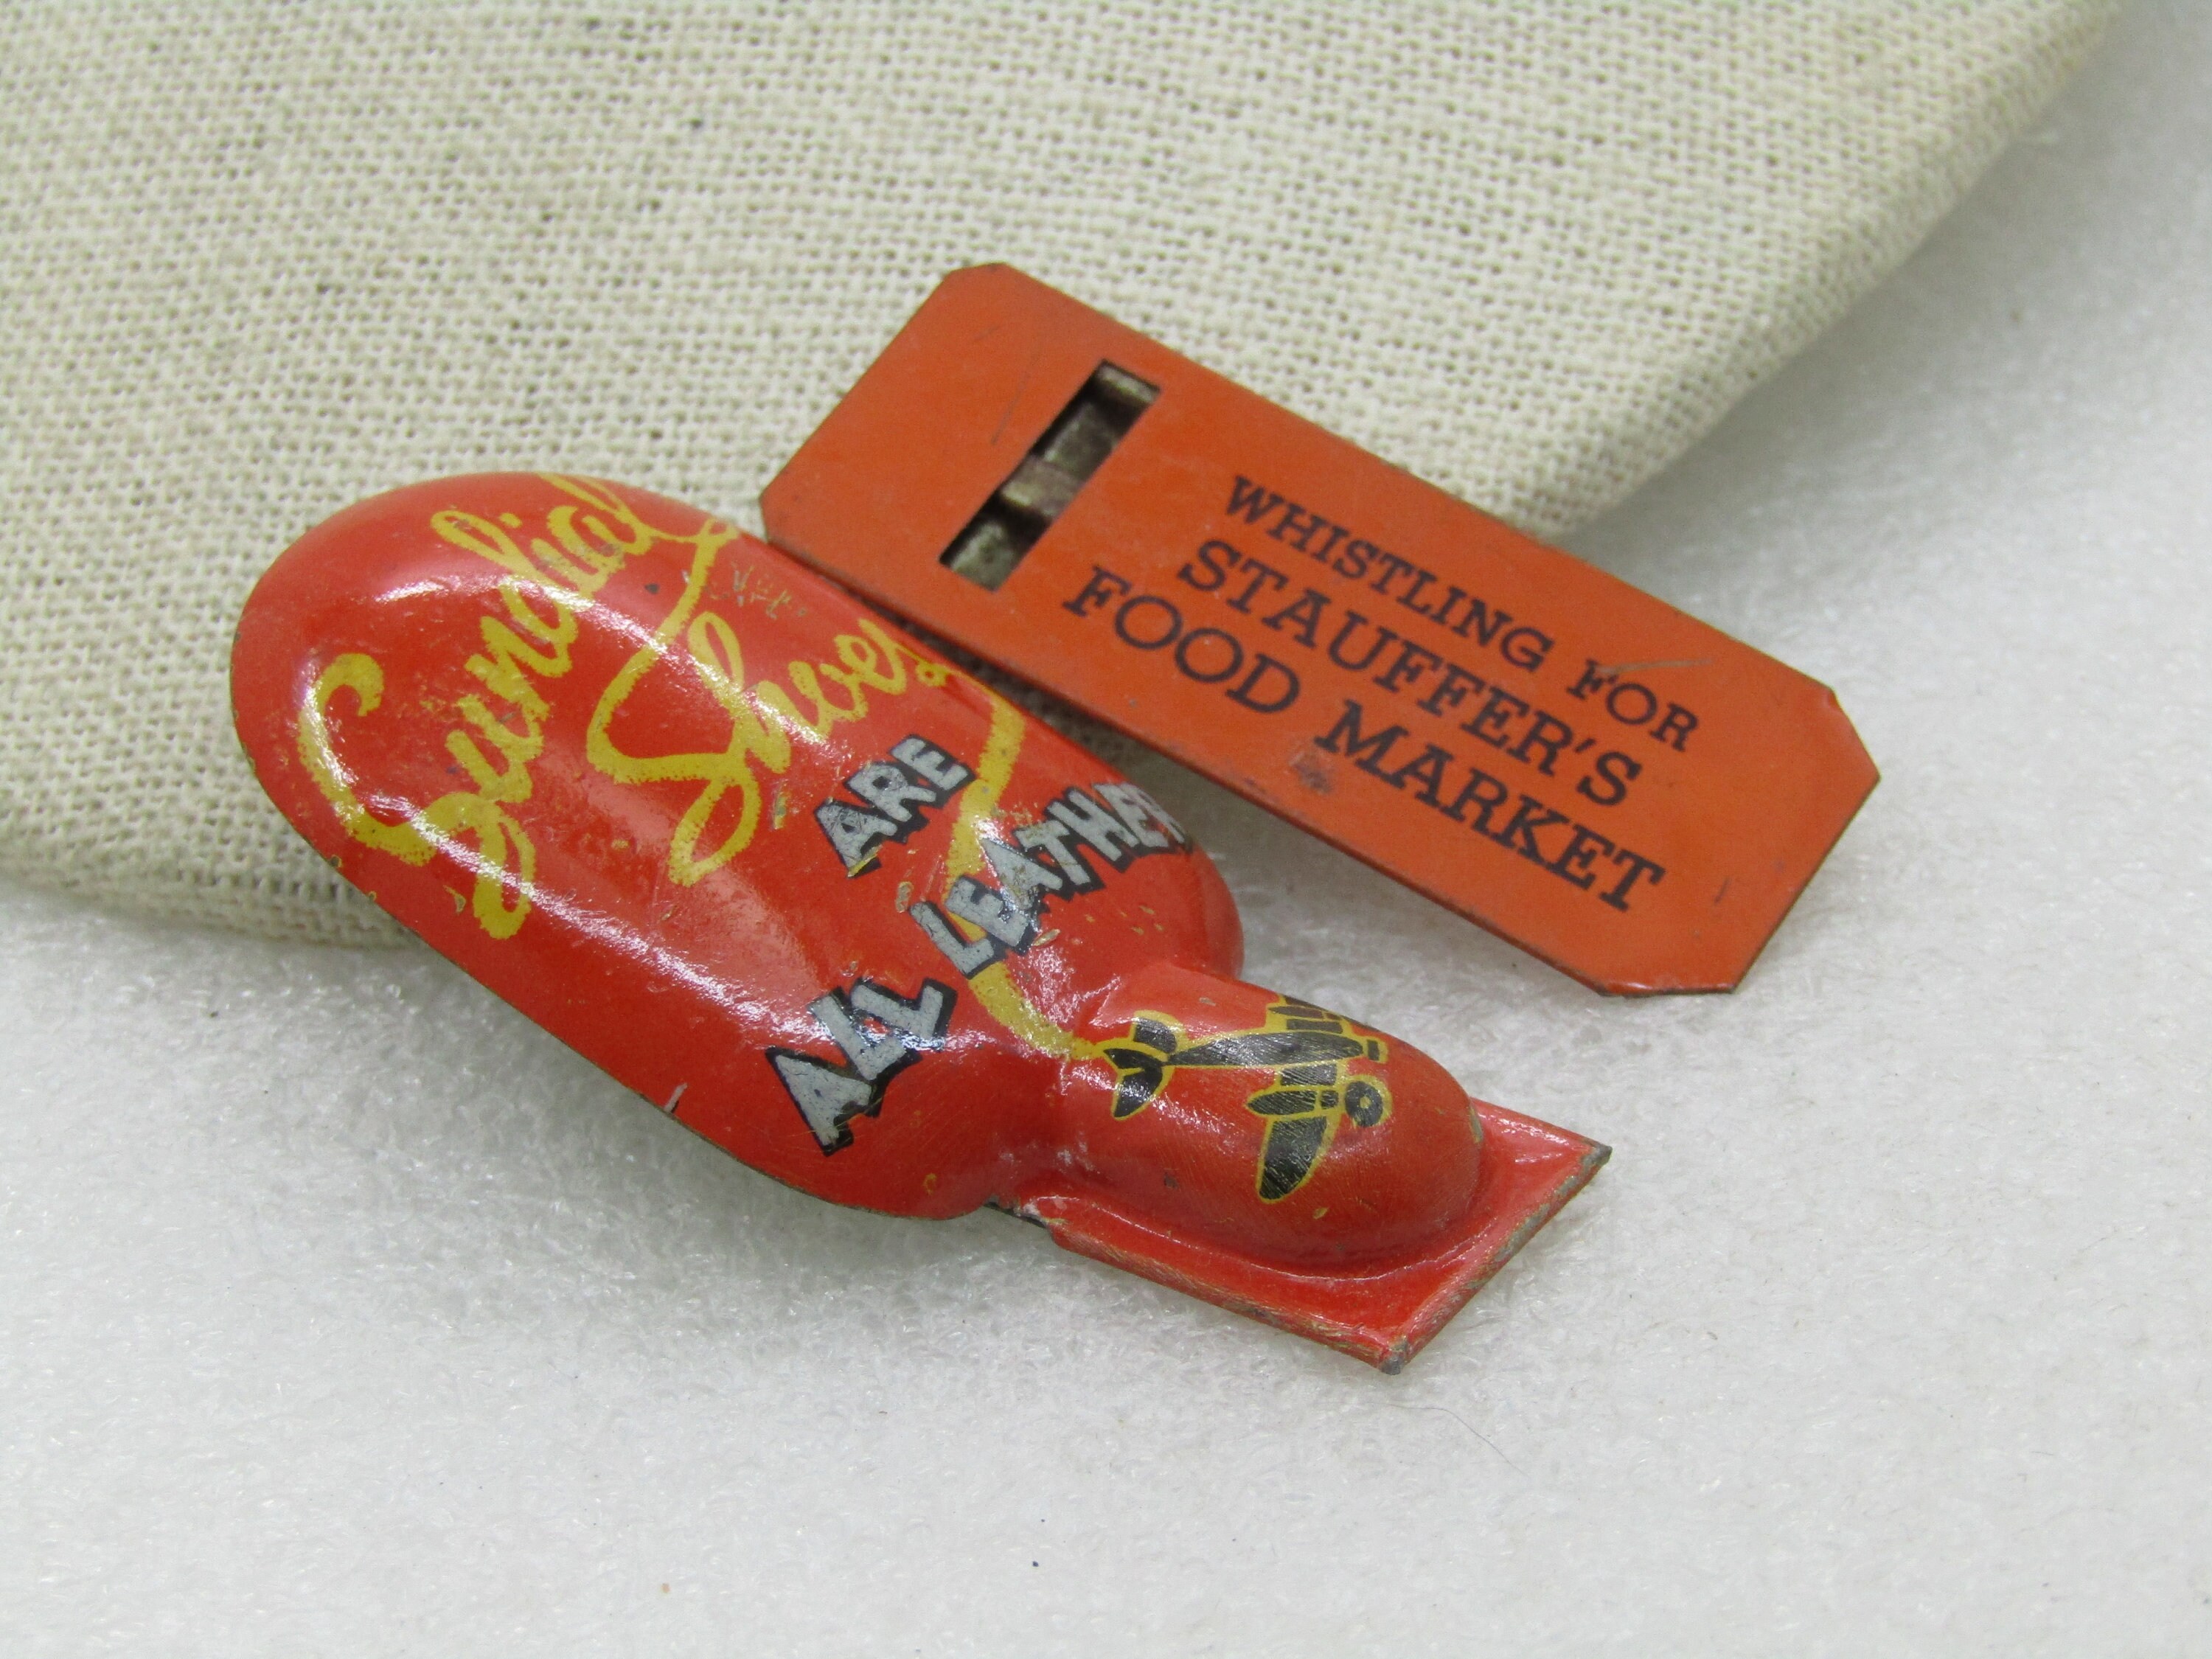 Sundial
Shoes
ARE
ALL LEATHER
WHISTLING FOR
STAUFFER'S
FOOD MARKET